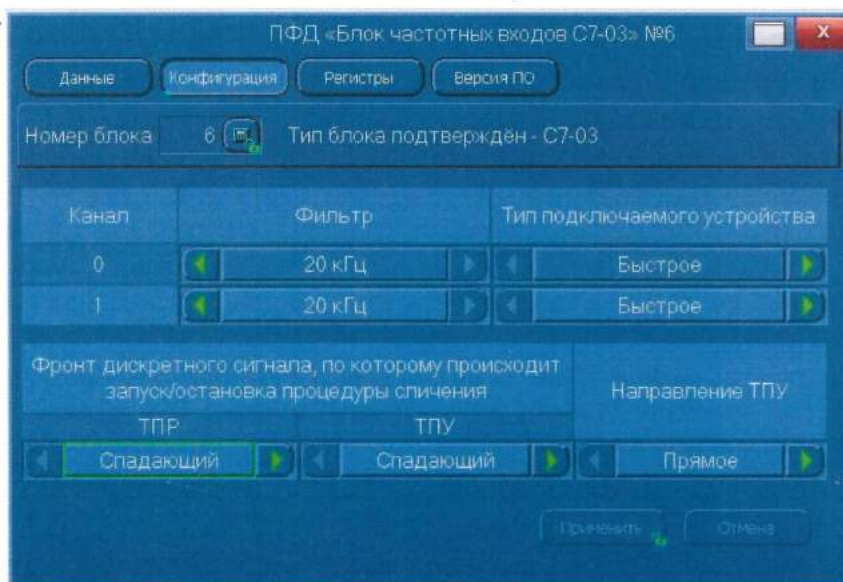 ПФД «Блок частотных входов С7-03» №6
X
Данные Конфигурация Регистры Версия ПО
Номер блока 6 Тип блока подтверждён - С7-03
Канал Фильтр Тип подключаемого устройства
0 20 кГц Быстрое
1 20 кГц Быстрое
Фронт дискретного сигнала, по которому происходит
запуск/остановка процедуры сличения
Направление ТПУ
ТПР ТПУ
Спадающий Спадающий Прямое
Применить Отмена